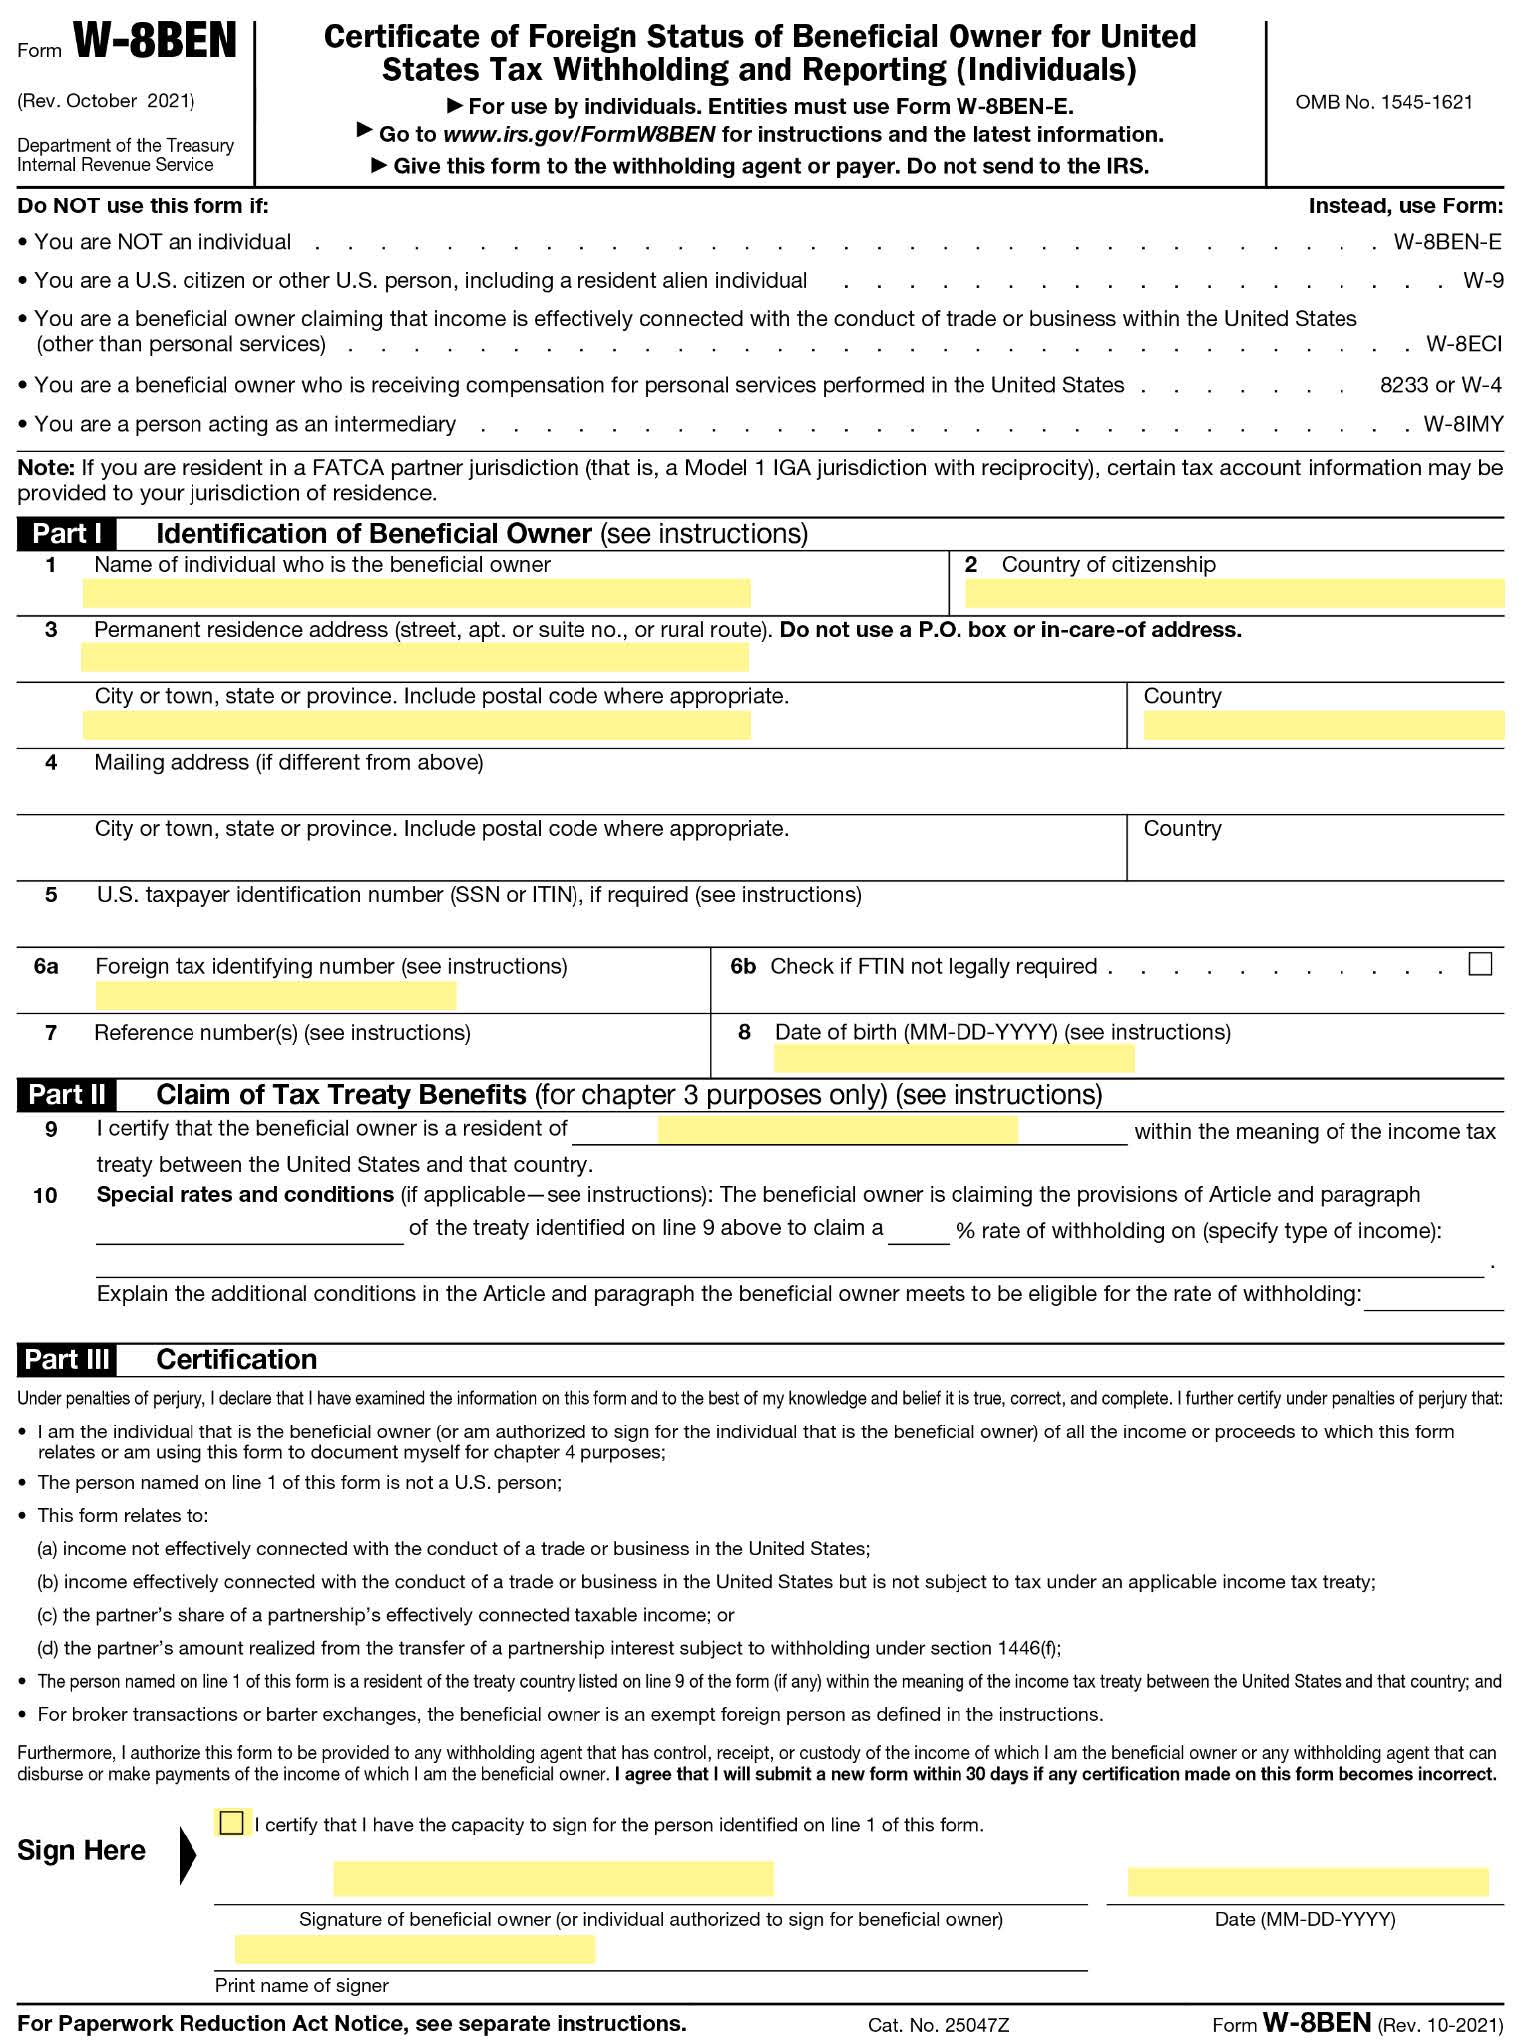 Form W-8BEN
(Rev. October 2021)
Department of the Treasury
Internal Revenue Service
Certificate of Foreign Status of Beneficial Owner for United
States Tax Withholding and Reporting (Individuals)
▶ For use by individuals. Entities must use Form W-8BEN-E.
▶ Go to www.irs.gov/FormW8BEN for instructions and the latest information.
▶ Give this form to the withholding agent or payer. Do not send to the IRS.
OMB No. 1545-1621
Do NOT use this form if: Instead, use Form:
• You are NOT an individual . . . . . . . . . . . . . . . . . . . . . . . . . . . . . . . . . W-8BEN-E
• You are a U.S. citizen or other U.S. person, including a resident alien individual . . . . . . . . . . . . . . . . . . . W-9
• You are a beneficial owner claiming that income is effectively connected with the conduct of trade or business within the United States
(other than personal services) . . . . . . . . . . . . . . . . . . . . . . . . . . . . . . . . . W-8ECI
• You are a beneficial owner who is receiving compensation for personal services performed in the United States . . . . . . . 8233 or W-4
• You are a person acting as an intermediary . . . . . . . . . . . . . . . . . . . . . . . . . . . . . W-8IMY
Note: If you are resident in a FATCA partner jurisdiction (that is, a Model 1 IGA jurisdiction with reciprocity), certain tax account information may be
provided to your jurisdiction of residence.
Part I Identification of Beneficial Owner (see instructions)
1 Name of individual who is the beneficial owner
2 Country of citizenship
3 Permanent residence address (street, apt. or suite no., or rural route). Do not use a P.O. box or in-care-of address.
City or town, state or province. Include postal code where appropriate.
Country
4 Mailing address (if different from above)
City or town, state or province. Include postal code where appropriate.
Country
5 U.S. taxpayer identification number (SSN or ITIN), if required (see instructions)
6a Foreign tax identifying number (see instructions)
6b Check if FTIN not legally required . . . . . . . . . . .
7 Reference number(s) (see instructions)
8 Date of birth (MM-DD-YYYY) (see instructions)
Part II Claim of Tax Treaty Benefits (for chapter 3 purposes only) (see instructions)
9 I certify that the beneficial owner is a resident of within the meaning of the income tax
treaty between the United States and that country.
10 Special rates and conditions (if applicable—see instructions): The beneficial owner is claiming the provisions of Article and paragraph
of the treaty identified on line 9 above to claim a % rate of withholding on (specify type of income):
.
Explain the additional conditions in the Article and paragraph the beneficial owner meets to be eligible for the rate of withholding:
Part III Certification
Under penalties of perjury, I declare that I have examined the information on this form and to the best of my knowledge and belief it is true, correct, and complete. I further certify under penalties of perjury that:
• I am the individual that is the beneficial owner (or am authorized to sign for the individual that is the beneficial owner) of all the income or proceeds to which this form
relates or am using this form to document myself for chapter 4 purposes;
• The person named on line 1 of this form is not a U.S. person;
• This form relates to:
(a) income not effectively connected with the conduct of a trade or business in the United States;
(b) income effectively connected with the conduct of a trade or business in the United States but is not subject to tax under an applicable income tax treaty;
(c) the partner's share of a partnership's effectively connected taxable income; or
(d) the partner's amount realized from the transfer of a partnership interest subject to withholding under section 1446(f);
• The person named on line 1 of this form is a resident of the treaty country listed on line 9 of the form (if any) within the meaning of the income tax treaty between the United States and that country; and
• For broker transactions or barter exchanges, the beneficial owner is an exempt foreign person as defined in the instructions.
Furthermore, I authorize this form to be provided to any withholding agent that has control, receipt, or custody of the income of which I am the beneficial owner or any withholding agent that can
disburse or make payments of the income of which I am the beneficial owner. I agree that I will submit a new form within 30 days if any certification made on this form becomes incorrect.
I certify that I have the capacity to sign for the person identified on line 1 of this form.
Sign Here
Signature of beneficial owner (or individual authorized to sign for beneficial owner)
Date (MM-DD-YYYY)
Print name of signer
For Paperwork Reduction Act Notice, see separate instructions. Cat. No. 25047Z Form W-8BEN (Rev. 10-2021)